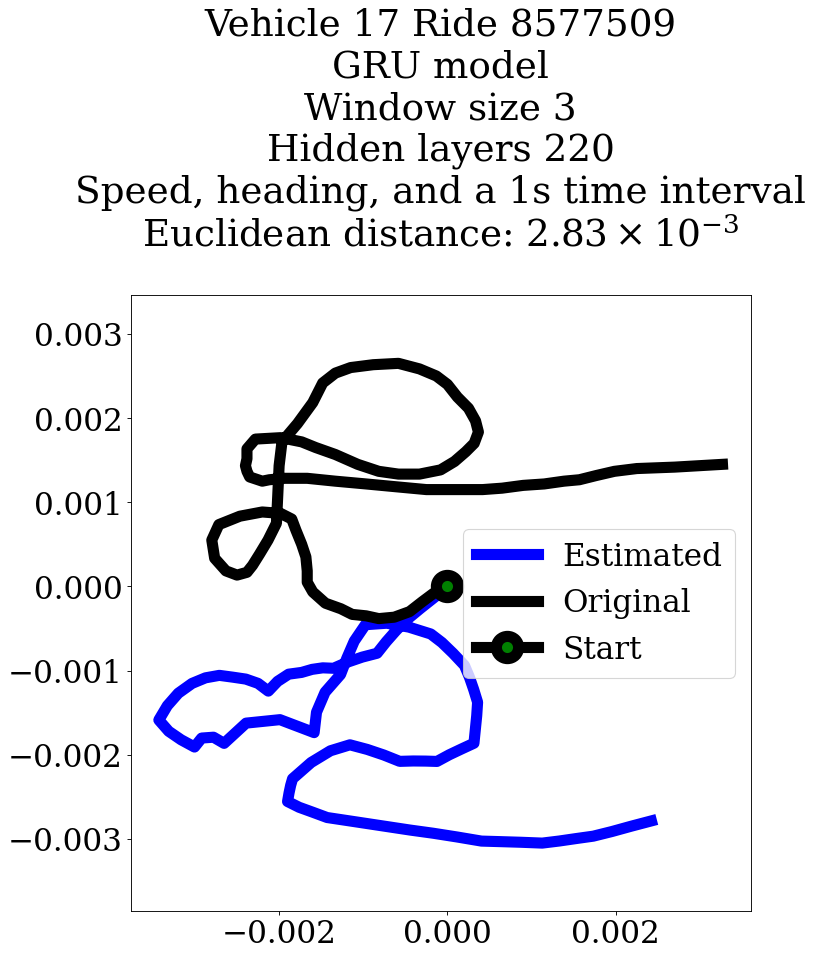 Vehicle 17 Ride 8577509
GRU model
Window size 3
Hidden layers 220
Speed, heading, and a 1s time interval
Euclidean distance: 2.83 × 10⁻³
0.003
0.002
0.001
0.000
−0.001
−0.002
−0.003
Estimated
Original
Start
−0.002 0.000 0.002